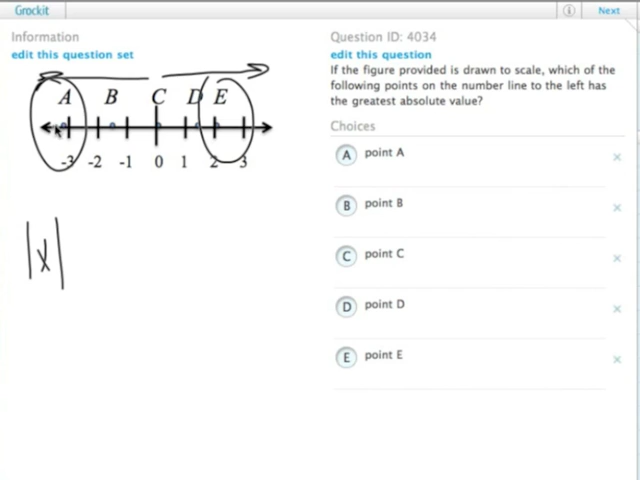 Grockit
Next
Information
edit this question set
A B C D E
-3 -2 -1 0 1 2 3
|x|
Question ID: 4034
edit this question
If the figure provided is drawn to scale, which of the
following points on the number line to the left has
the greatest absolute value?
Choices
A point A
B point B
C point C
D point D
E point E